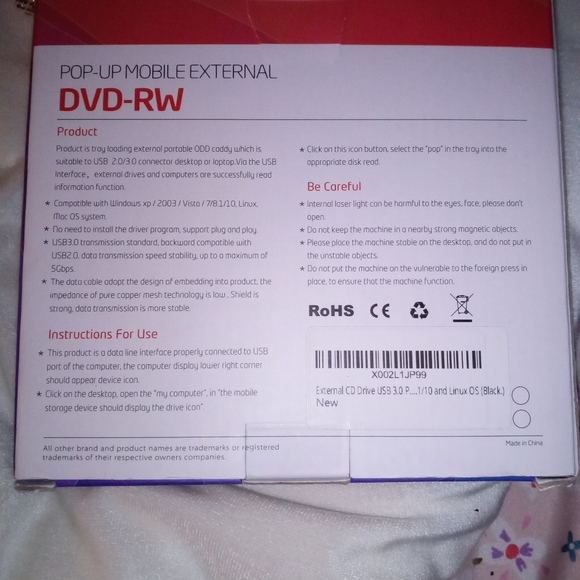 POP-UP MOBILE EXTERNAL
DVD-RW
Product
Product is tray loading external portable ODD caddy which is
suitable to USB 2.0/3.0 connector desktop or laptop.Via the USB
Interface, external drives and computers are successfully read
information function.
★ Compatible with Windows xp / 2003 / Vista / 7/8.1/10, Linux,
Mac OS system.
★ No need to install the driver program, support plug and play.
★ USB3.0 transmission standard, backward compatible with
USB2.0, data transmission speed stability, up to a maximum of
5Gbps.
★ The data cable adopt the design of embedding into product, the
impedance of pure copper mesh technology is low, Shield is
strong, data transmission is more stable.
Instructions For Use
★ This product is a data line interface properly connected to USB
port of the computer, the computer display lower right corner
should appear device icon.
★ Click on the desktop, open the "my computer", in "the mobile
storage device should display the drive icon".
★ Click on this icon button, select the "pop" in the tray into the
appropriate disk read.
Be Careful
★ Internal laser light can be harmful to the eyes, face, please don't
open.
★ Do not keep the machine in a nearby strong magnetic objects.
★ Please place the machine stable on the desktop, and do not put in
the unstable objects.
★ Do not put the machine on the vulnerable to the foreign press in
place, to ensure that the machine function.
RoHS CE
X002L1JP99
External CD Drive USB 3.0 P....1/10 and Linux OS (Black.)
New
All other brand and product names are trademarks or registered
trademarks of their respective owners companies.
Made in China